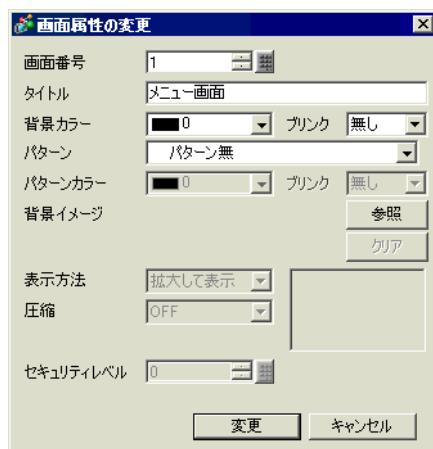 画面属性の変更
画面番号 1
タイトル メニュー画面
背景カラー 0 ブリンク 無し
パターン パターン無
パターンカラー 0 ブリンク 無し
背景イメージ 参照
クリア
表示方法 拡大して表示
圧縮 OFF
セキュリティレベル 0
変更 キャンセル